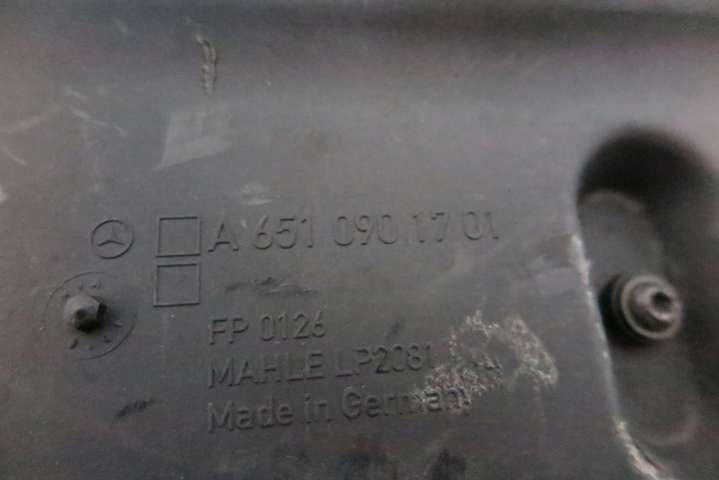 A 651 090 17 01
FP 0126
MAHLE LP2081
Made in Germany